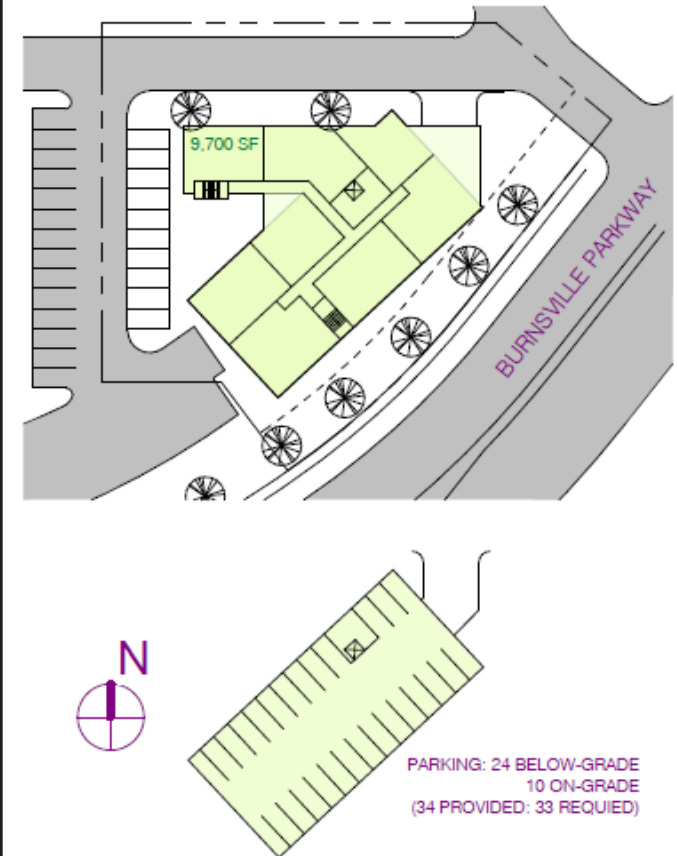 9,700 SF
BURNSVILLE PARKWAY
N
PARKING: 24 BELOW-GRADE
10 ON-GRADE
(34 PROVIDED: 33 REQUIED)